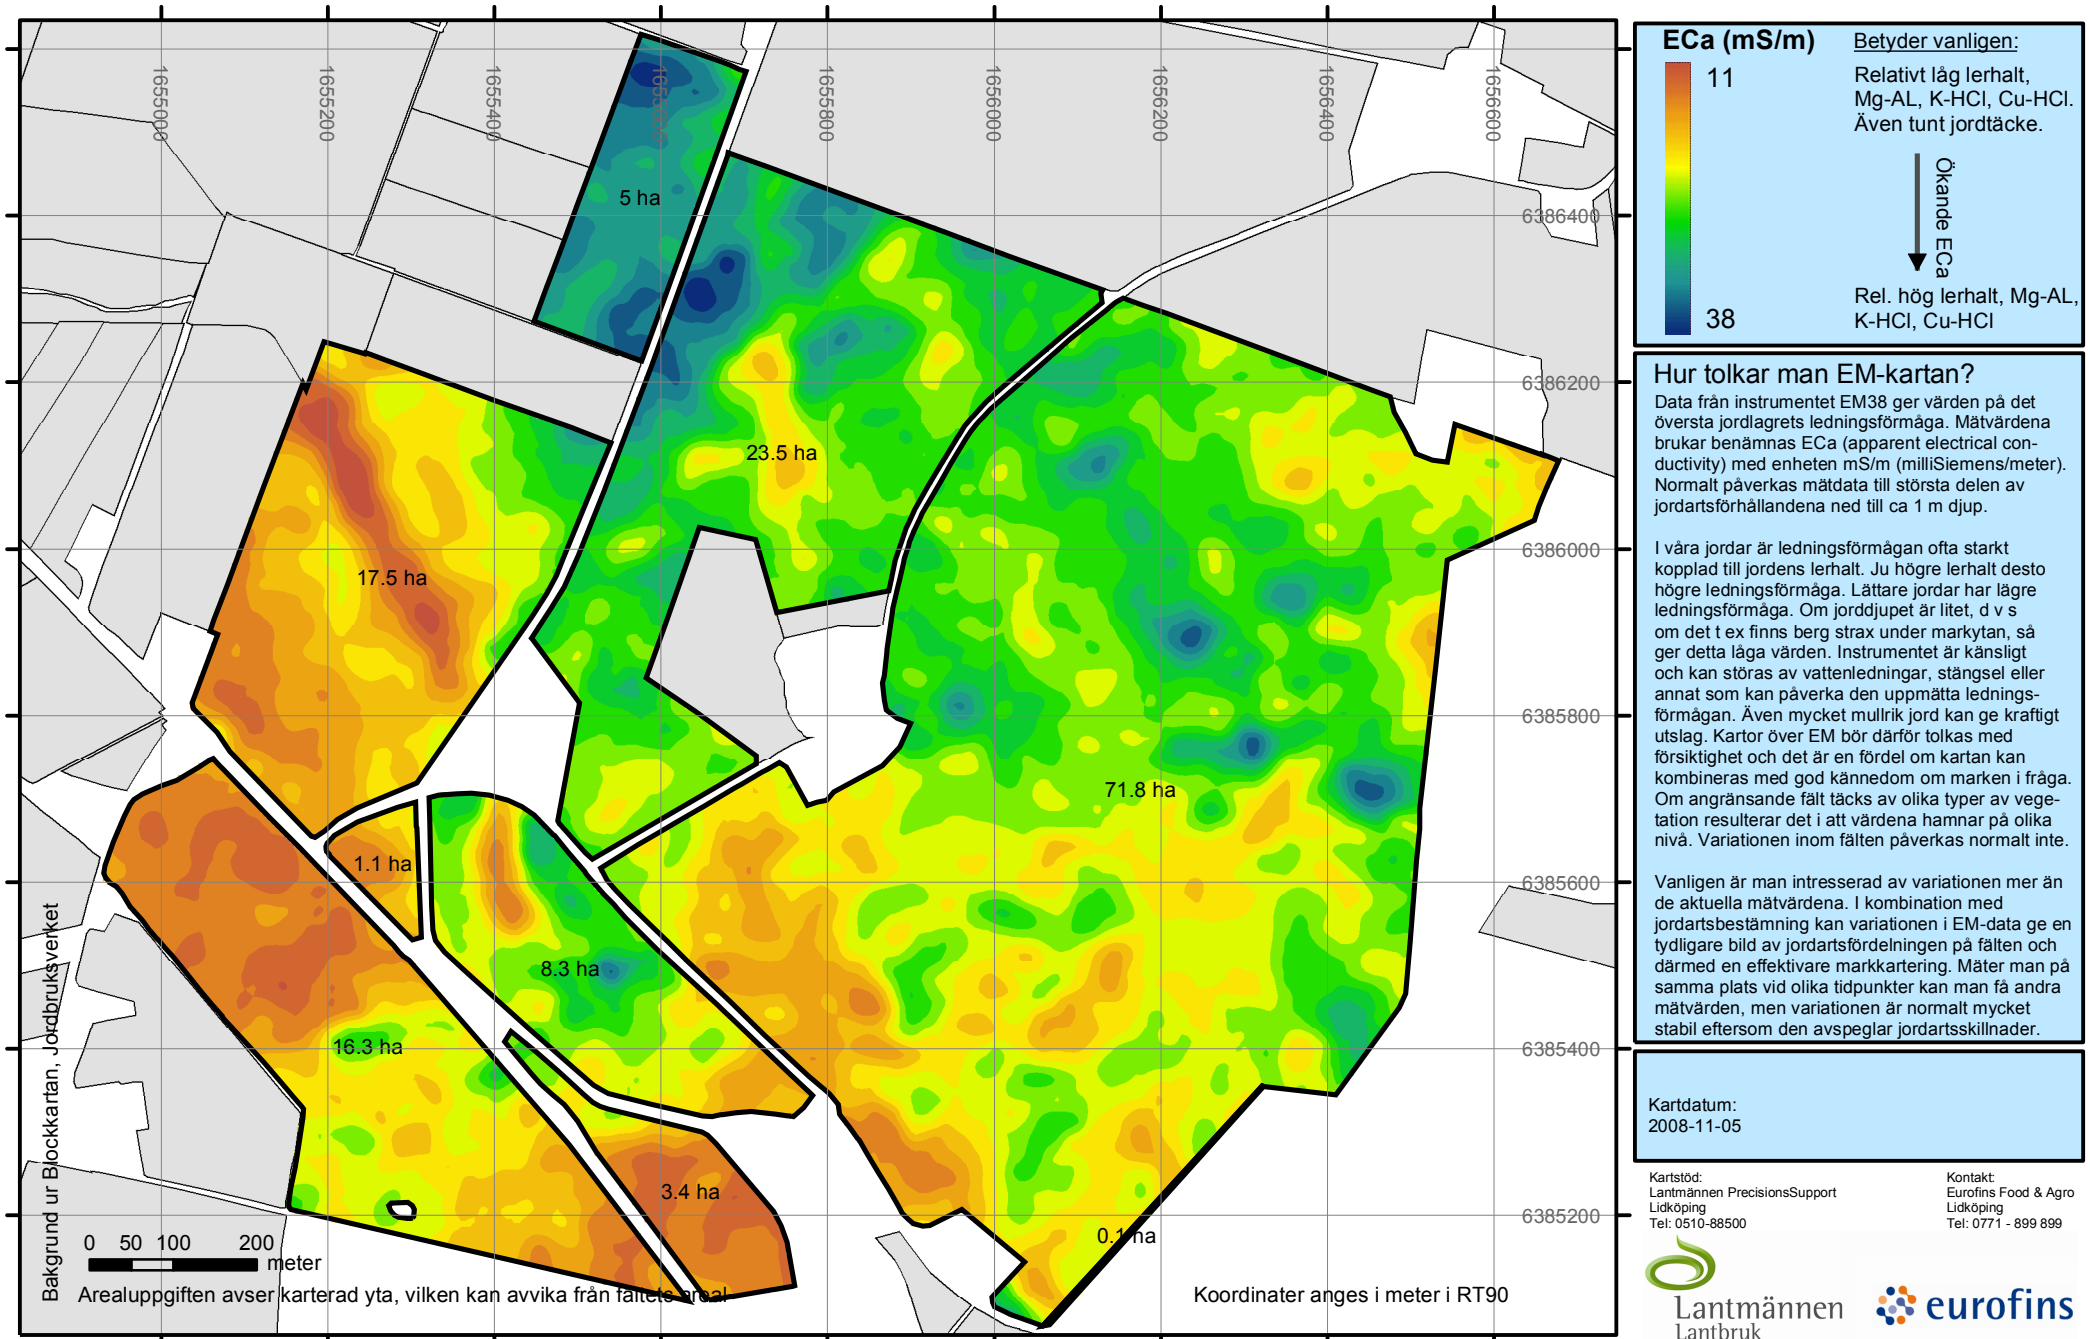 1655000
1655200
1655400
1655600
1655800
1656000
1656200
1656400
1656600
6386400
6386200
6386000
6385800
6385600
6385400
6385200
5 ha
23.5 ha
17.5 ha
71.8 ha
1.1 ha
8.3 ha
16.3 ha
3.4 ha
0.1 ha
Bakgrund ur Blockkartan, Jordbruksverket
0 50 100 200
meter
Arealuppgiften avser karterad yta, vilken kan avvika från fältets areal
Koordinater anges i meter i RT90
ECa (mS/m)
11
38
Betyder vanligen:
Relativt låg lerhalt,
Mg-AL, K-HCl, Cu-HCl.
Även tunt jordtäcke.
Ökande ECa
Rel. hög lerhalt, Mg-AL,
K-HCl, Cu-HCl
Hur tolkar man EM-kartan?
Data från instrumentet EM38 ger värden på det
översta jordlagrets ledningsförmåga. Mätvärdena
brukar benämnas ECa (apparent electrical con-
ductivity) med enheten mS/m (milliSiemens/meter).
Normalt påverkas mätdata till största delen av
jordartsförhållandena ned till ca 1 m djup.
I våra jordar är ledningsförmågan ofta starkt
kopplad till jordens lerhalt. Ju högre lerhalt desto
högre ledningsförmåga. Lättare jordar har lägre
ledningsförmåga. Om jorddjupet är litet, d v s
om det t ex finns berg strax under markytan, så
ger detta låga värden. Instrumentet är känsligt
och kan störas av vattenledningar, stängsel eller
annat som kan påverka den uppmätta lednings-
förmågan. Även mycket mullrik jord kan ge kraftigt
utslag. Kartor över EM bör därför tolkas med
försiktighet och det är en fördel om kartan kan
kombineras med god kännedom om marken i fråga.
Om angränsande fält täcks av olika typer av vege-
tation resulterar det i att värdena hamnar på olika
nivå. Variationen inom fälten påverkas normalt inte.
Vanligen är man intresserad av variationen mer än
de aktuella mätvärdena. I kombination med
jordartsbestämning kan variationen i EM-data ge en
tydligare bild av jordartsfördelningen på fälten och
därmed en effektivare markkartering. Mäter man på
samma plats vid olika tidpunkter kan man få andra
mätvärden, men variationen är normalt mycket
stabil eftersom den avspeglar jordartsskillnader.
Kartdatum:
2008-11-05
Kartstöd:
Lantmännen PrecisionsSupport
Lidköping
Tel: 0510-88500
Kontakt:
Eurofins Food & Agro
Lidköping
Tel: 0771 - 899 899
Lantmännen
Lantbruk
eurofins